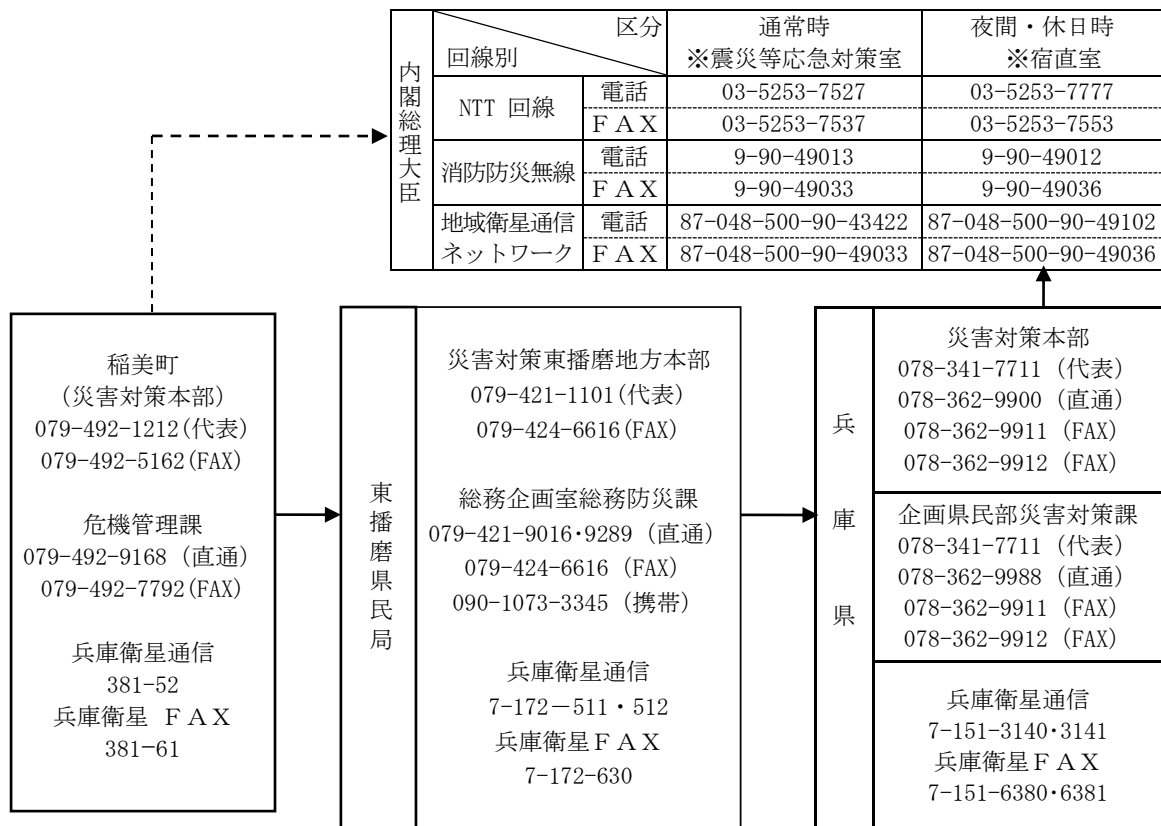 内閣総理大臣
区分
回線別
通常時
※震災等応急対策室
夜間・休日時
※宿直室
NTT 回線
電話 03-5253-7527 03-5253-7777
ＦＡＸ 03-5253-7537 03-5253-7553
消防防災無線
電話 9-90-49013 9-90-49012
ＦＡＸ 9-90-49033 9-90-49036
地域衛星通信
ネットワーク
電話 87-048-500-90-43422 87-048-500-90-49102
ＦＡＸ 87-048-500-90-49033 87-048-500-90-49036
稲美町
(災害対策本部)
079-492-1212(代表)
079-492-5162(FAX)
危機管理課
079-492-9168 (直通)
079-492-7792(FAX)
兵庫衛星通信
381-52
兵庫衛星 ＦＡＸ
381-61
東播磨県民局
災害対策東播磨地方本部
079-421-1101(代表)
079-424-6616(FAX)
総務企画室総務防災課
079-421-9016・9289 (直通)
079-424-6616 (FAX)
090-1073-3345 (携帯)
兵庫衛星通信
7-172－511・512
兵庫衛星ＦＡＸ
7-172-630
兵庫県
災害対策本部
078-341-7711 (代表)
078-362-9900 (直通)
078-362-9911 (FAX)
078-362-9912 (FAX)
企画県民部災害対策課
078-341-7711 (代表)
078-362-9988 (直通)
078-362-9911 (FAX)
078-362-9912 (FAX)
兵庫衛星通信
7-151-3140・3141
兵庫衛星ＦＡＸ
7-151-6380・6381